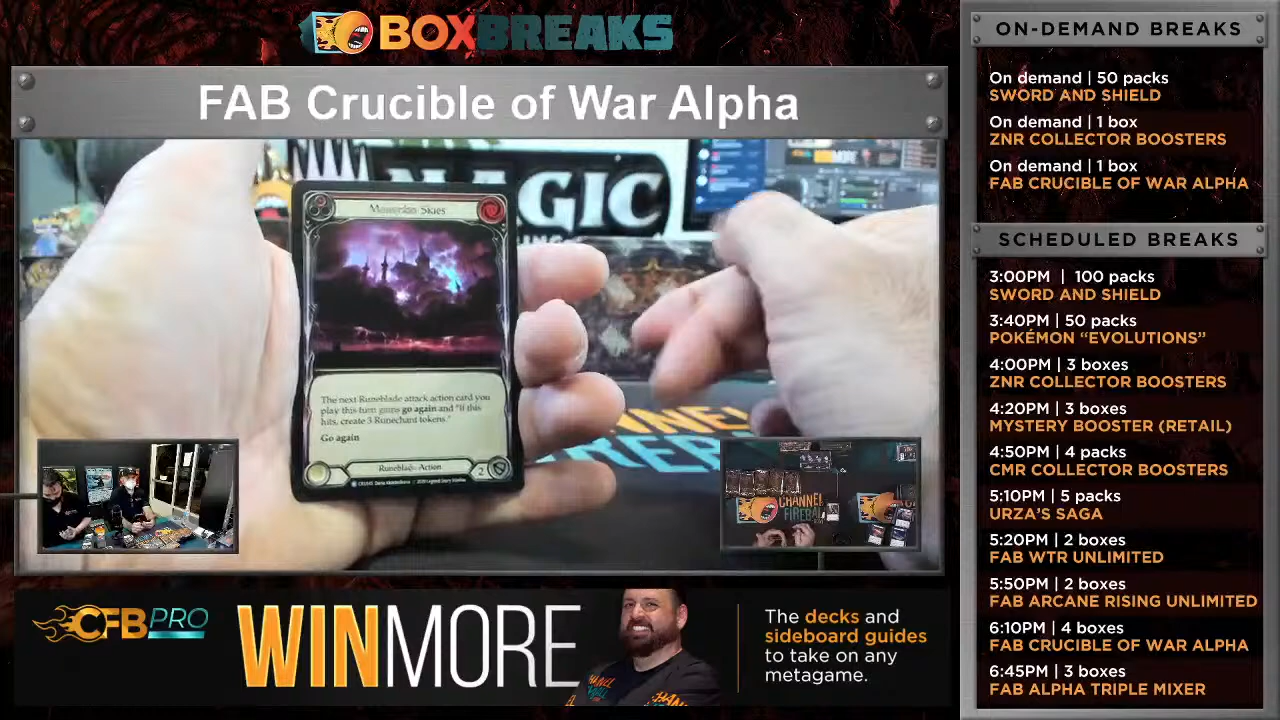 BOXBREAKS
FAB Crucible of War Alpha
MAGIC
Skies
The next Runeblade attack action card you
play this turn gains go again and "If this
hits, create 3 Runechant tokens."
Go again
Runeblade Action
2
CHANNEL
FIREBALL
CFBPRO
WINMORE
The decks and
sideboard guides
to take on any
metagame.
ON-DEMAND BREAKS
On demand | 50 packs
SWORD AND SHIELD
On demand | 1 box
ZNR COLLECTOR BOOSTERS
On demand | 1 box
FAB CRUCIBLE OF WAR ALPHA
SCHEDULED BREAKS
3:00PM | 100 packs
SWORD AND SHIELD
3:40PM | 50 packs
POKÉMON “EVOLUTIONS”
4:00PM | 3 boxes
ZNR COLLECTOR BOOSTERS
4:20PM | 3 boxes
MYSTERY BOOSTER (RETAIL)
4:50PM | 4 packs
CMR COLLECTOR BOOSTERS
5:10PM | 5 packs
URZA’S SAGA
5:20PM | 2 boxes
FAB WTR UNLIMITED
5:50PM | 2 boxes
FAB ARCANE RISING UNLIMITED
6:10PM | 4 boxes
FAB CRUCIBLE OF WAR ALPHA
6:45PM | 3 boxes
FAB ALPHA TRIPLE MIXER